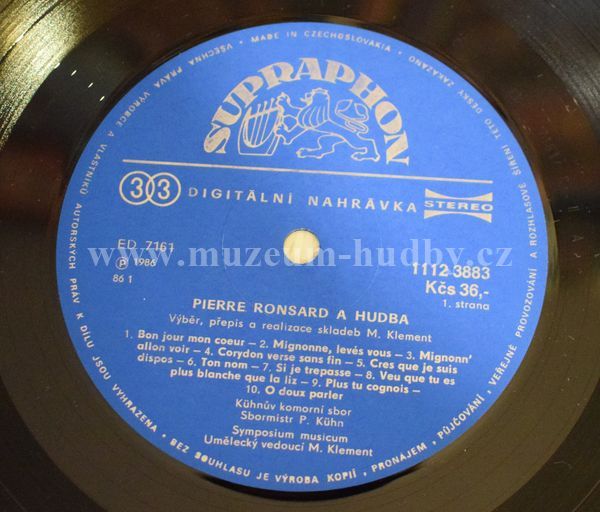 VŠECHNA PRÁVA VÝROBCE A VLASTNÍKŮ AUTORSKÝCH PRÁV K DÍLU JSOU VYHRAZENA • BEZ SOUHLASU JE VÝROBA KOPIÍ, PRONAJEM, PŮJČOVÁNÍ, VEŘEJNÉ PROVOZOVÁNÍ A ROZHLASOVÉ ŠÍŘENÍ TÉTO DESKY ZAKÁZÁNO • MADE IN CZECHOSLOVAKIA •
SUPRAPHON
33 DIGITÁLNÍ NAHRÁVKA STEREO
www.muzeum-hudby.cz
ED. 7161
Ⓟ 1986
86 1
1112 3883
Kčs 36,-
1. strana
PIERRE RONSARD A HUDBA
Výběr, přepis a realizace skladeb M. Klement
1. Bon jour mon coeur – 2. Mignonne, levés vous – 3. Mignonn'
allon voir – 4. Corydon verse sans fin – 5. Cres que je suis
dispos – 6. Ton nom – 7. Si je trepasse – 8. Veu que tu es
plus blanche que la liz – 9. Plus tu cognois –
10. O douz parler
Kühnův komorní sbor
Sbormistr P. Kühn
Symposium musicum
Umělecký vedoucí M. Klement